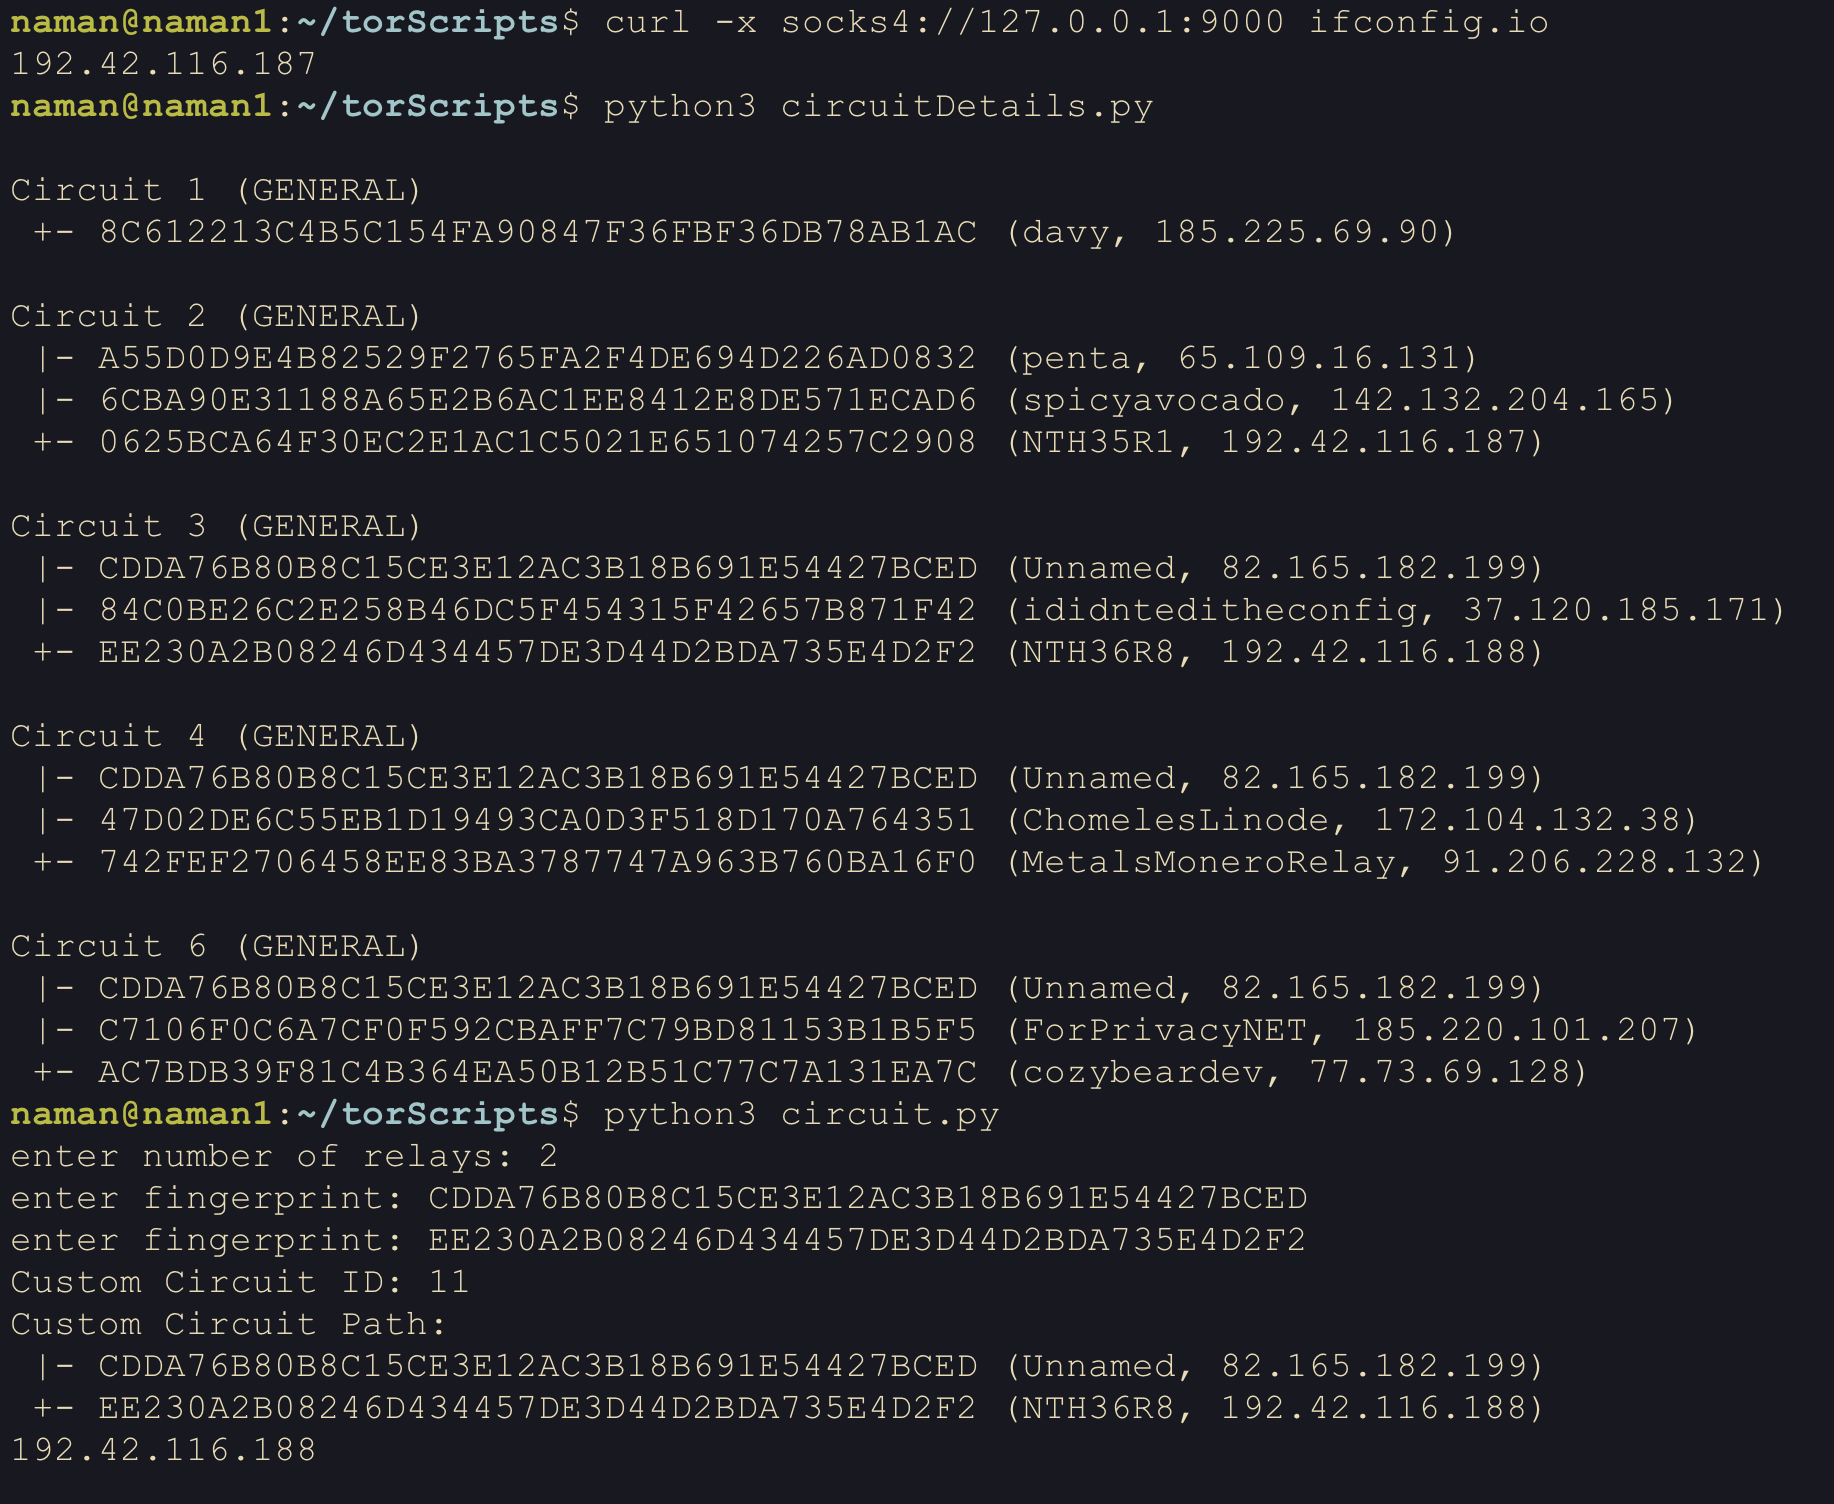 naman@naman1:~/torScripts$ curl -x socks4://127.0.0.1:9000 ifconfig.io
192.42.116.187
naman@naman1:~/torScripts$ python3 circuitDetails.py
Circuit 1 (GENERAL)
 +- 8C612213C4B5C154FA90847F36FBF36DB78AB1AC (davy, 185.225.69.90)
Circuit 2 (GENERAL)
 |- A55D0D9E4B82529F2765FA2F4DE694D226AD0832 (penta, 65.109.16.131)
 |- 6CBA90E31188A65E2B6AC1EE8412E8DE571ECAD6 (spicyavocado, 142.132.204.165)
 +- 0625BCA64F30EC2E1AC1C5021E651074257C2908 (NTH35R1, 192.42.116.187)
Circuit 3 (GENERAL)
 |- CDDA76B80B8C15CE3E12AC3B18B691E54427BCED (Unnamed, 82.165.182.199)
 |- 84C0BE26C2E258B46DC5F454315F42657B871F42 (ididnteditheconfig, 37.120.185.171)
 +- EE230A2B08246D434457DE3D44D2BDA735E4D2F2 (NTH36R8, 192.42.116.188)
Circuit 4 (GENERAL)
 |- CDDA76B80B8C15CE3E12AC3B18B691E54427BCED (Unnamed, 82.165.182.199)
 |- 47D02DE6C55EB1D19493CA0D3F518D170A764351 (ChomelesLinode, 172.104.132.38)
 +- 742FEF2706458EE83BA3787747A963B760BA16F0 (MetalsMoneroRelay, 91.206.228.132)
Circuit 6 (GENERAL)
 |- CDDA76B80B8C15CE3E12AC3B18B691E54427BCED (Unnamed, 82.165.182.199)
 |- C7106F0C6A7CF0F592CBAFF7C79BD81153B1B5F5 (ForPrivacyNET, 185.220.101.207)
 +- AC7BDB39F81C4B364EA50B12B51C77C7A131EA7C (cozybeardev, 77.73.69.128)
naman@naman1:~/torScripts$ python3 circuit.py
enter number of relays: 2
enter fingerprint: CDDA76B80B8C15CE3E12AC3B18B691E54427BCED
enter fingerprint: EE230A2B08246D434457DE3D44D2BDA735E4D2F2
Custom Circuit ID: 11
Custom Circuit Path:
 |- CDDA76B80B8C15CE3E12AC3B18B691E54427BCED (Unnamed, 82.165.182.199)
 +- EE230A2B08246D434457DE3D44D2BDA735E4D2F2 (NTH36R8, 192.42.116.188)
192.42.116.188